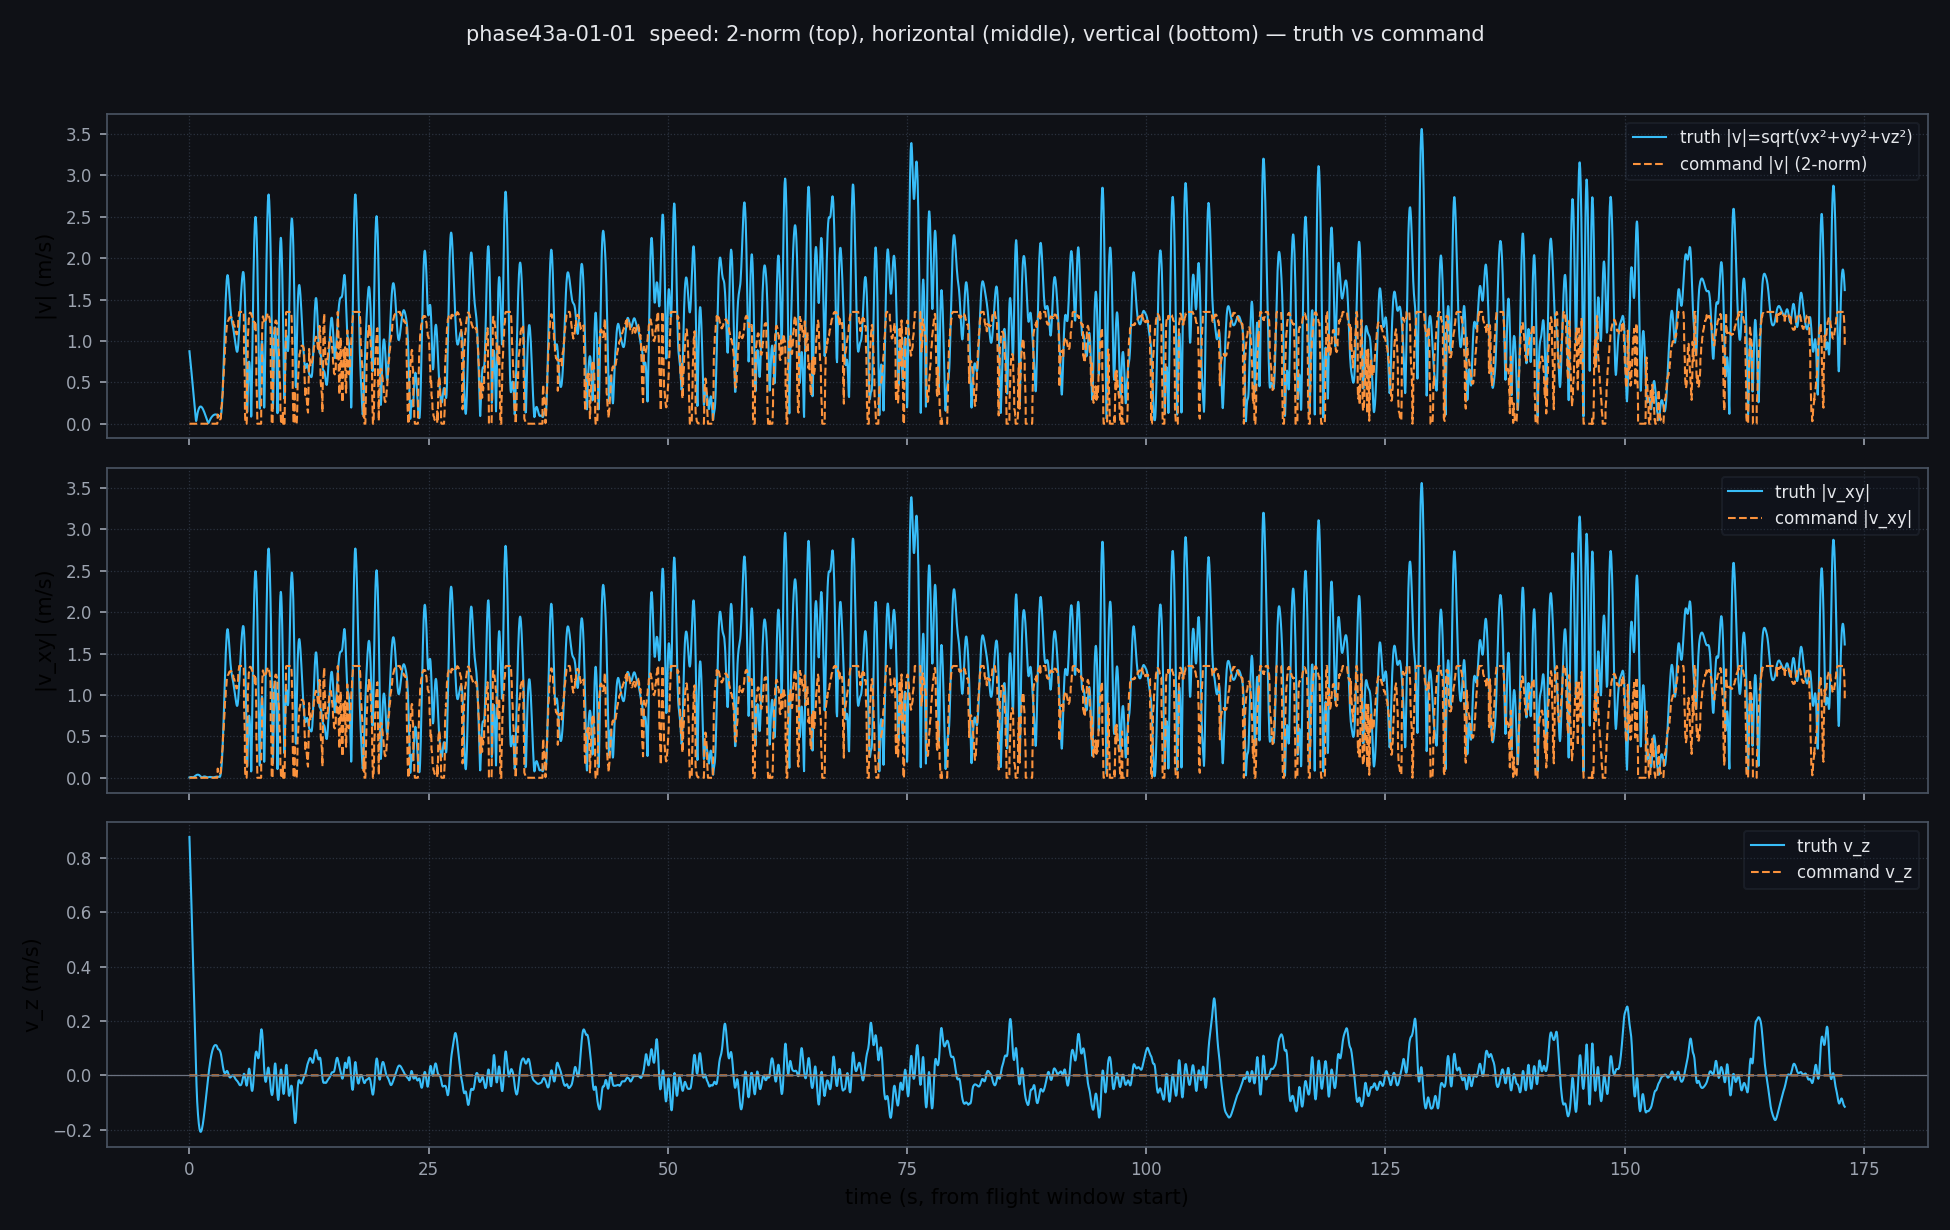 phase43a-01-01  speed: 2-norm (top), horizontal (middle), vertical (bottom) — truth vs command
|v| (m/s)
3.5
3.0
2.5
2.0
1.5
1.0
0.5
0.0
truth |v|=sqrt(vx²+vy²+vz²)
command |v| (2-norm)
|v_xy| (m/s)
3.5
3.0
2.5
2.0
1.5
1.0
0.5
0.0
truth |v_xy|
command |v_xy|
v_z (m/s)
0.8
0.6
0.4
0.2
0.0
−0.2
truth v_z
command v_z
0 25 50 75 100 125 150 175
time (s, from flight window start)